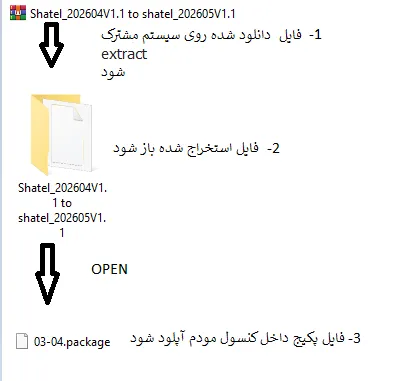 Shatel_202604V1.1 to shatel_202605V1.1
1- فایل دانلود شده روی سیستم مشترک
extract
شود
2- فایل استخراج شده باز شود
Shatel_202604V1.
1 to
shatel_202605V1.
1
OPEN
3- فایل پکیج داخل کنسول مودم آپلود شود
03-04.package